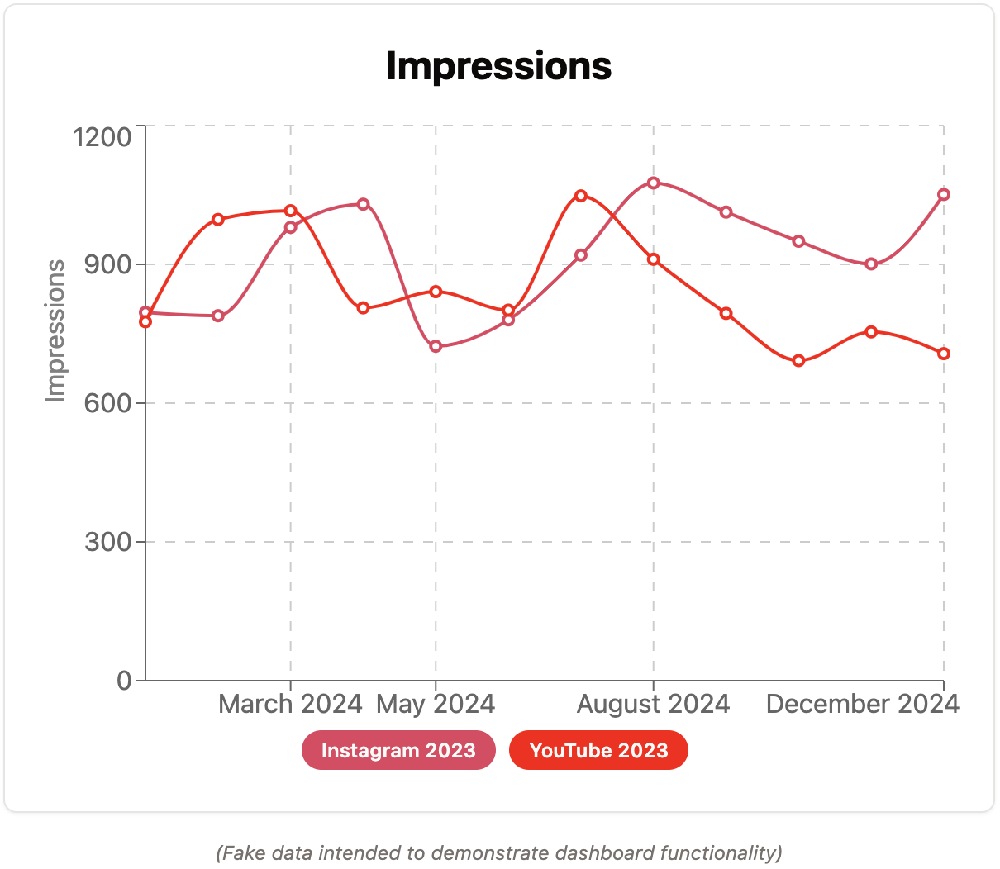 Impressions
1200
900
600
300
0
Impressions
March 2024 May 2024 August 2024 December 2024
Instagram 2023 YouTube 2023
(Fake data intended to demonstrate dashboard functionality)